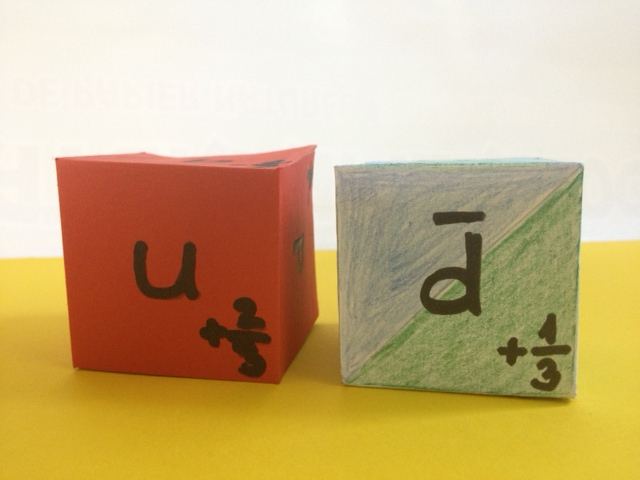 u
+2/3
d̄
+1/3